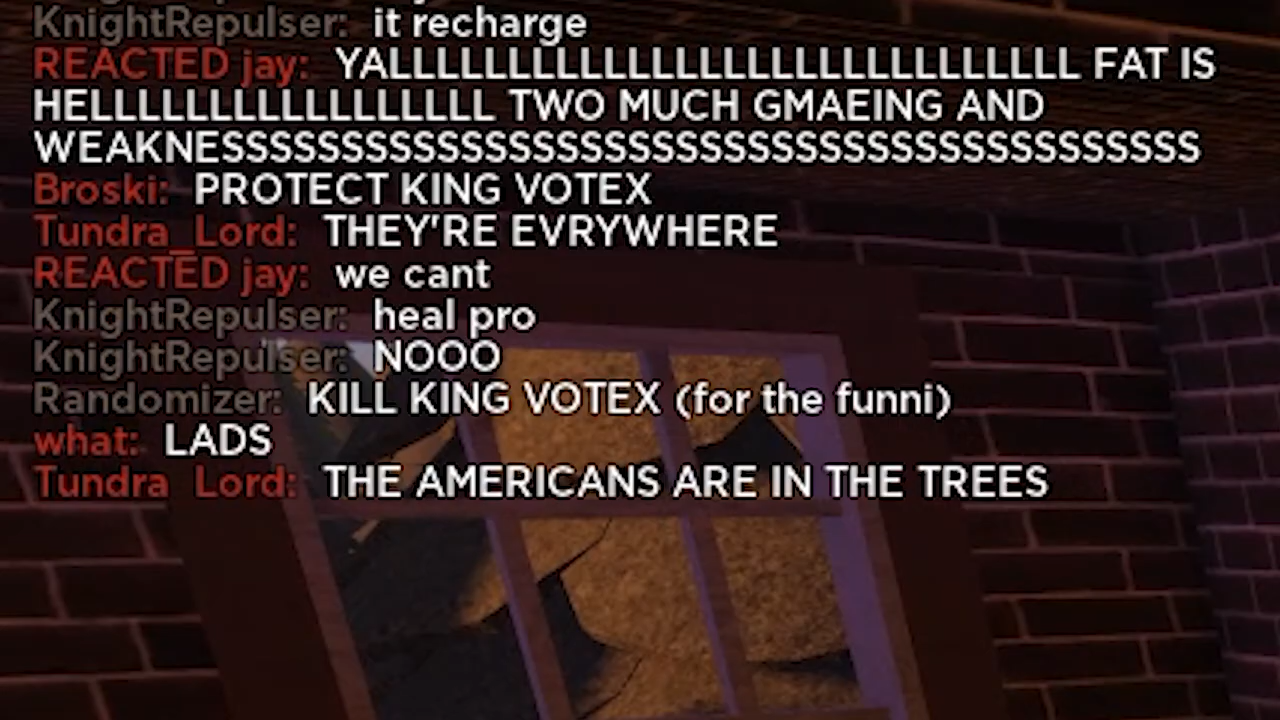 KnightRepulser: it recharge
REACTED jay: YALLLLLLLLLLLLLLLLLLLLLLLLLLLLLL FAT IS
HELLLLLLLLLLLLLLLLL TWO MUCH GMAEING AND
WEAKNESSSSSSSSSSSSSSSSSSSSSSSSSSSSSSSSSSSSSSSSSS
Broski: PROTECT KING VOTEX
Tundra_Lord: THEY'RE EVRYWHERE
REACTED jay: we cant
KnightRepulser: heal pro
KnightRepulser: NOOO
Randomizer: KILL KING VOTEX (for the funni)
what: LADS
Tundra_Lord: THE AMERICANS ARE IN THE TREES